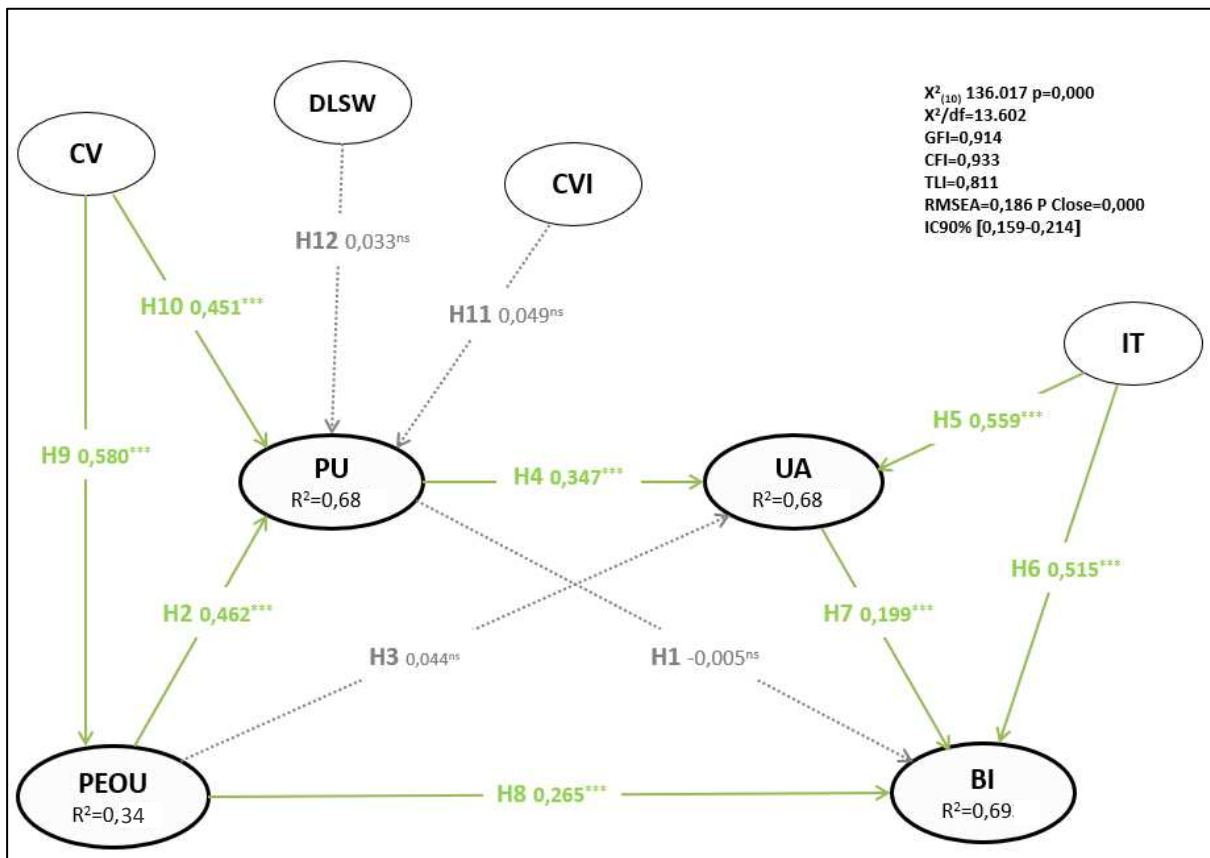 DLSW
CV
CVI
X²(10) 136.017 p=0,000
X²/df=13.602
GFI=0,914
CFI=0,933
TLI=0,811
RMSEA=0,186 P Close=0,000
IC90% [0,159-0,214]
H12 0,033ns
H10 0,451***
H11 0,049ns
IT
H9 0,580***
H5 0,559***
PU
R²=0,68
H4 0,347***
UA
R²=0,68
H6 0,515***
H2 0,462***
H7 0,199***
H3 0,044ns
H1 -0,005ns
PEOU
R²=0,34
H8 0,265***
BI
R²=0,69